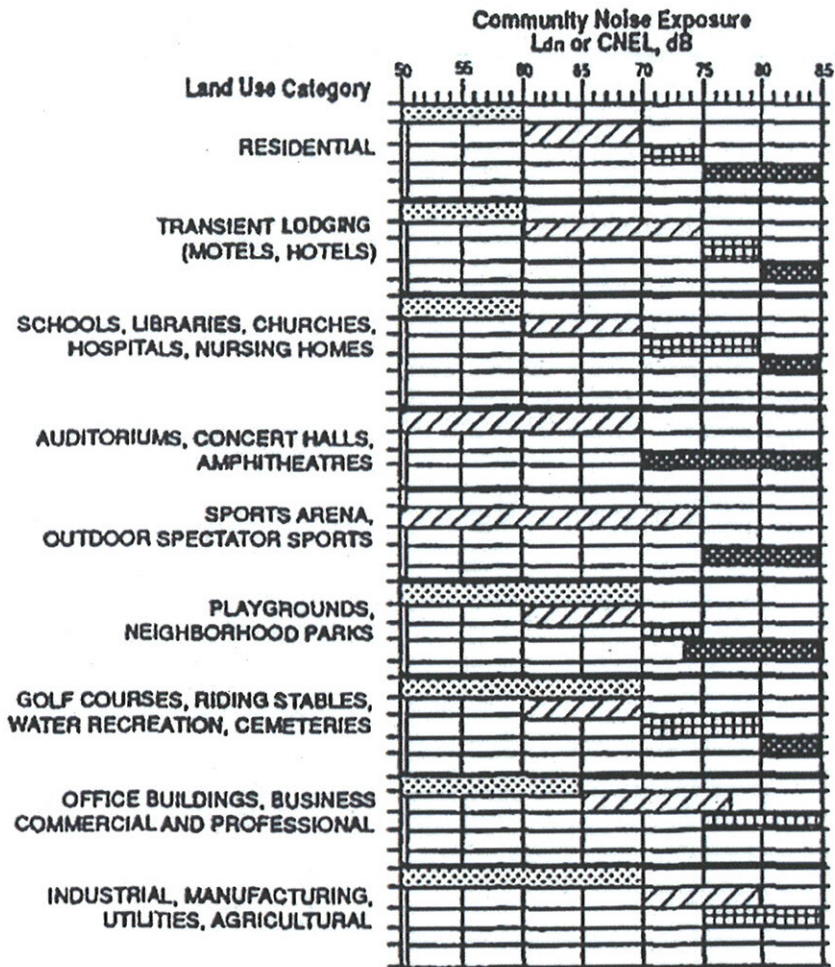 Community Noise Exposure
Ldn or CNEL, dB
Land Use Category
50 55 60 65 70 75 80 85
RESIDENTIAL
TRANSIENT LODGING
(MOTELS, HOTELS)
SCHOOLS, LIBRARIES, CHURCHES,
HOSPITALS, NURSING HOMES
AUDITORIUMS, CONCERT HALLS,
AMPHITHEATRES
SPORTS ARENA,
OUTDOOR SPECTATOR SPORTS
PLAYGROUNDS,
NEIGHBORHOOD PARKS
GOLF COURSES, RIDING STABLES,
WATER RECREATION, CEMETERIES
OFFICE BUILDINGS, BUSINESS
COMMERCIAL AND PROFESSIONAL
INDUSTRIAL, MANUFACTURING,
UTILITIES, AGRICULTURAL